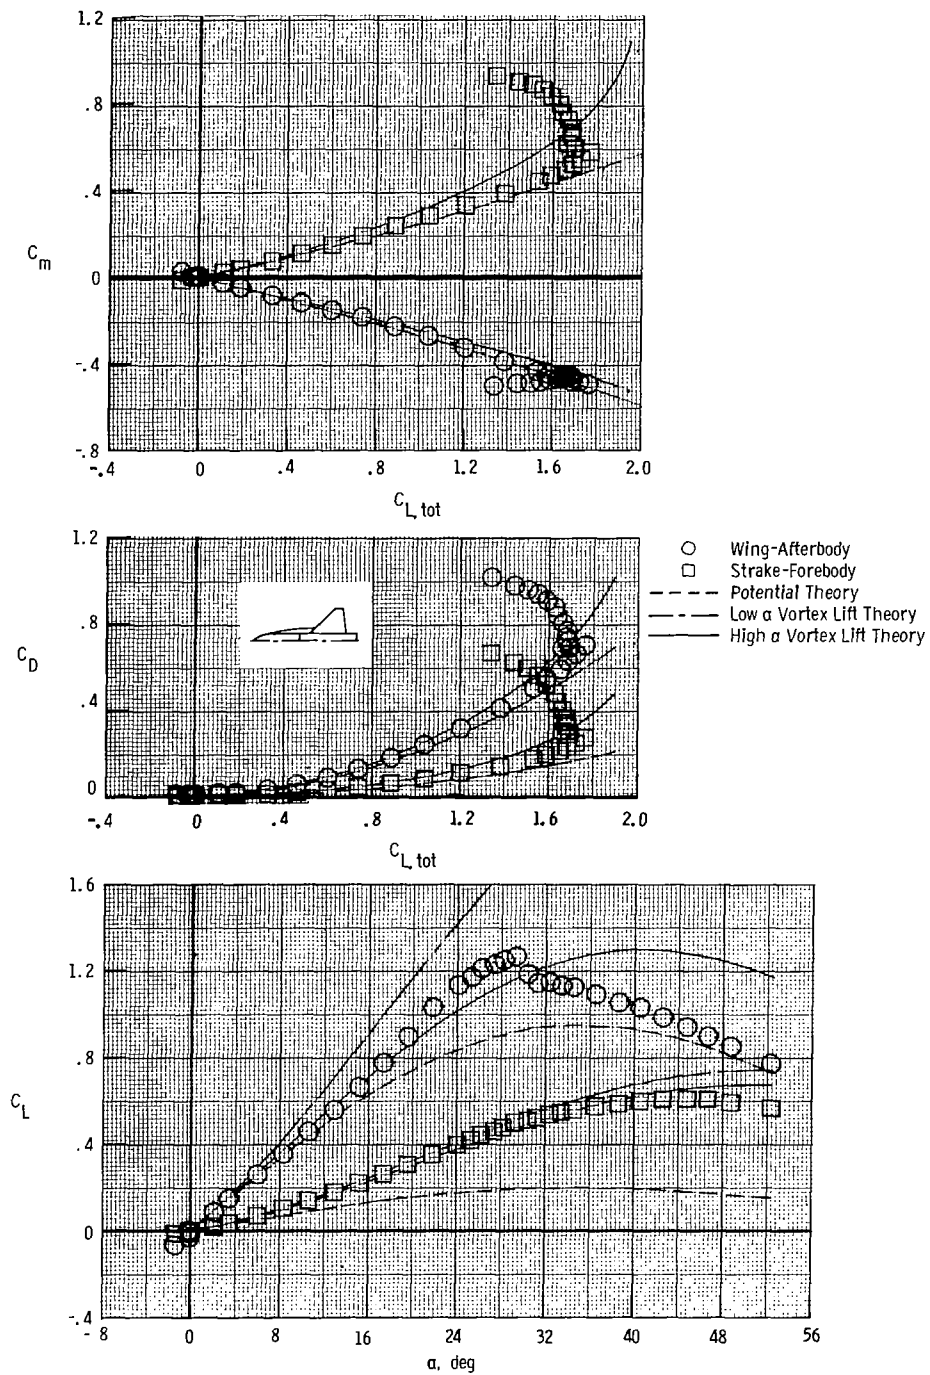 1.2
.8
.4
0
-.4
-.8
C_m
-.4 0 .4 .8 1.2 1.6 2.0
C_L, tot
1.2
.8
.4
0
C_D
-.4 0 .4 .8 1.2 1.6 2.0
C_L, tot
Wing-Afterbody
Strake-Forebody
Potential Theory
Low α Vortex Lift Theory
High α Vortex Lift Theory
1.6
1.2
.8
.4
0
-.4
C_L
-8 0 8 16 24 32 40 48 56
α, deg